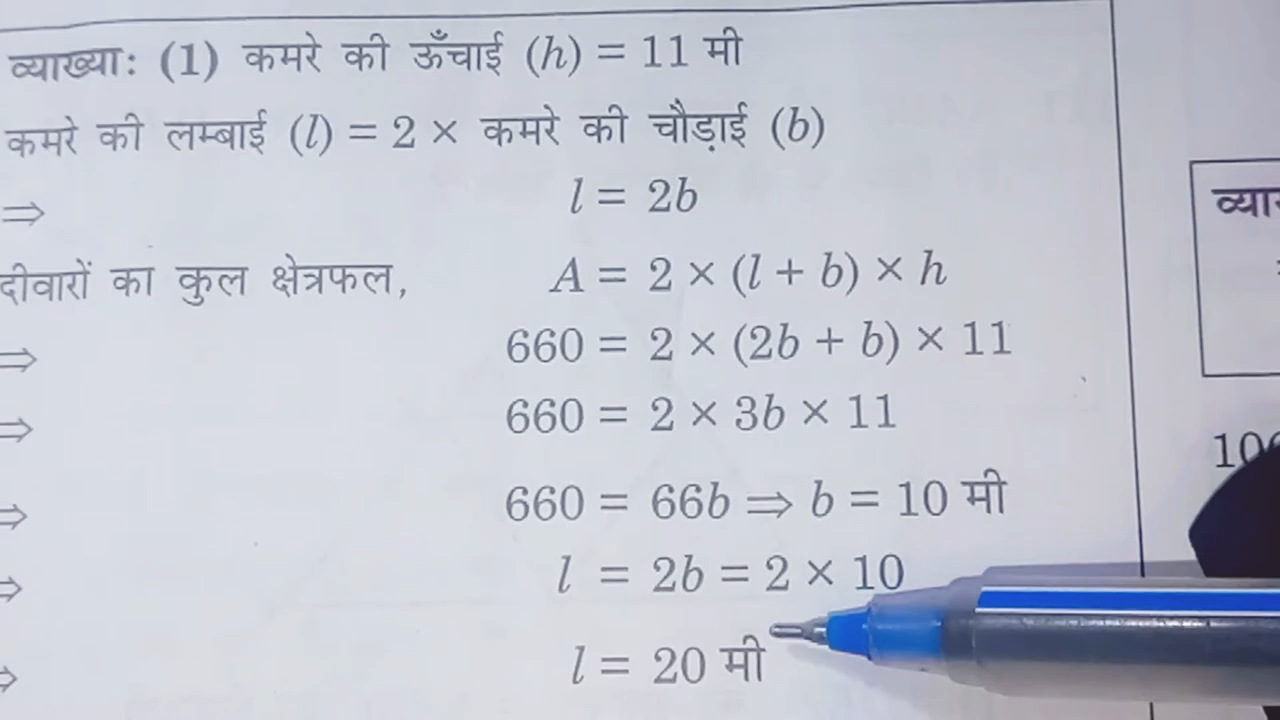 व्याख्या: (1) कमरे की ऊँचाई (h) = 11 मी
कमरे की लम्बाई (l) = 2 × कमरे की चौड़ाई (b)
⇒ l = 2b
दीवारों का कुल क्षेत्रफल, A = 2 × (l + b) × h
⇒ 660 = 2 × (2b + b) × 11
⇒ 660 = 2 × 3b × 11
⇒ 660 = 66b ⇒ b = 10 मी
⇒ l = 2b = 2 × 10
⇒ l = 20 मी